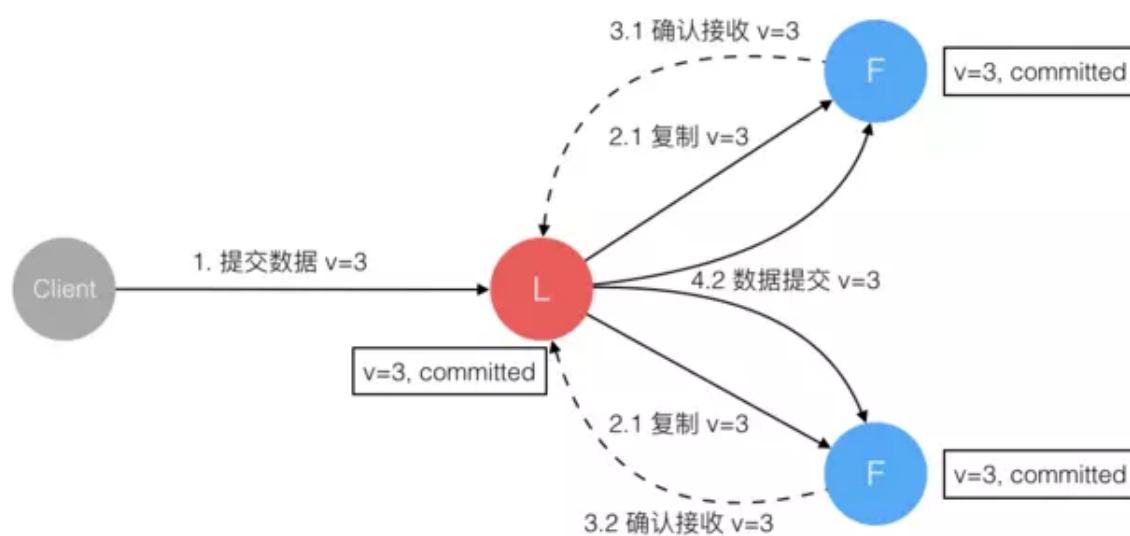 3.1 确认接收 v=3
F
v=3, committed
2.1 复制 v=3
1. 提交数据 v=3
Client
L
4.2 数据提交 v=3
v=3, committed
2.1 复制 v=3
F
v=3, committed
3.2 确认接收 v=3